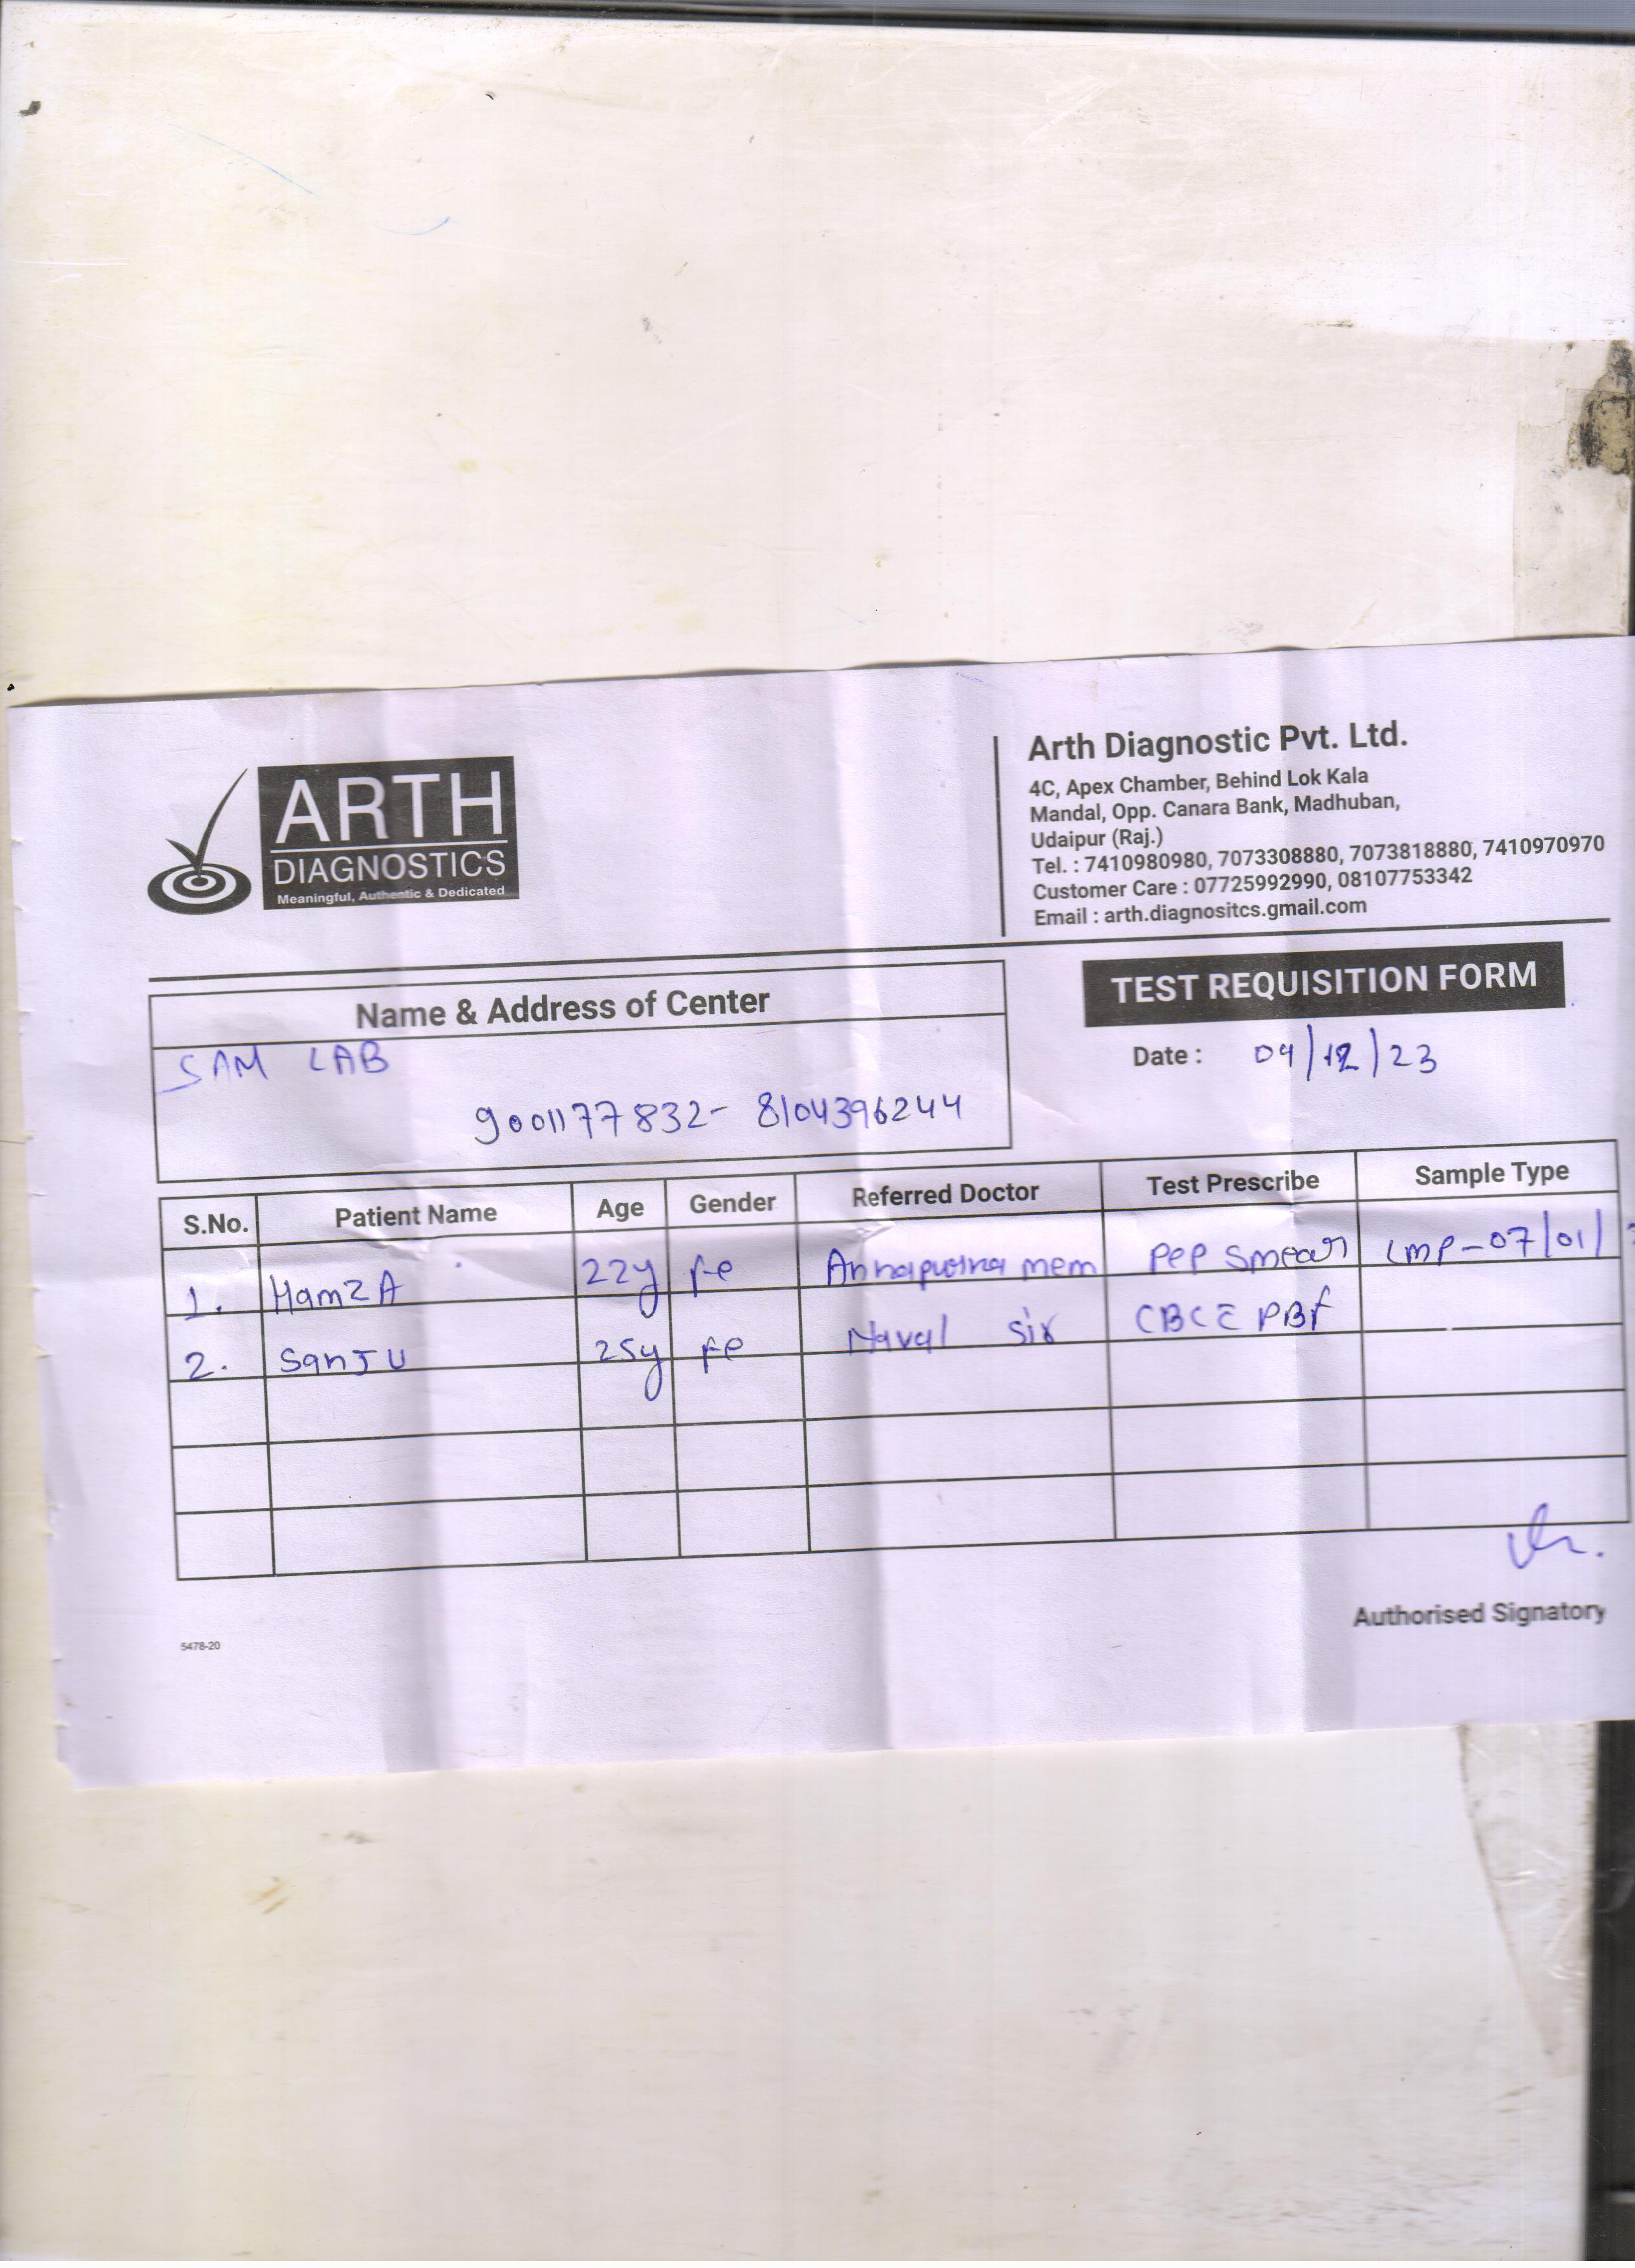 ARTH
DIAGNOSTICS
Meaningful, Authentic & Dedicated
Arth Diagnostic Pvt. Ltd.
4C, Apex Chamber, Behind Lok Kala
Mandal, Opp. Canara Bank, Madhuban,
Udaipur (Raj.)
Tel. : 7410980980, 7073308880, 7073818880, 7410970970
Customer Care : 07725992990, 08107753342
Email : arth.diagnositcs.gmail.com
Name & Address of Center
SAM LAB
9001177832- 8104396244
TEST REQUISITION FORM
Date : 04/12/23
S.No. Patient Name Age Gender Referred Doctor Test Prescribe Sample Type
1. HamZA 22y fe Annapurna mem PeP Smear LMP-07/01/
2. SanJU 25y fe Naval sir CBC E PBf
Authorised Signatory
5478-20